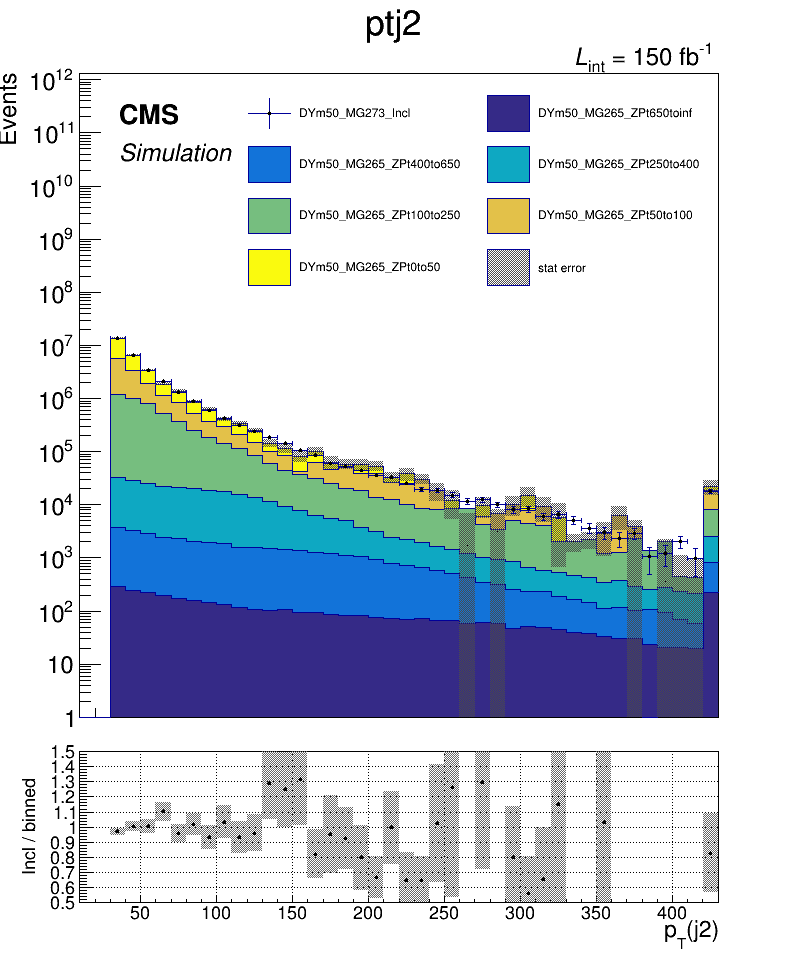 ptj2
L_int = 150 fb^-1
Events
10^12
10^11
10^10
10^9
10^8
10^7
10^6
10^5
10^4
10^3
10^2
10
1
CMS
Simulation
DYm50_MG273_Incl
DYm50_MG265_ZPt650toinf
DYm50_MG265_ZPt400to650
DYm50_MG265_ZPt250to400
DYm50_MG265_ZPt100to250
DYm50_MG265_ZPt50to100
DYm50_MG265_ZPt0to50
stat error
Incl / binned
1.5
1.4
1.3
1.2
1.1
1
0.9
0.8
0.7
0.6
0.5
50 100 150 200 250 300 350 400
p_T(j2)